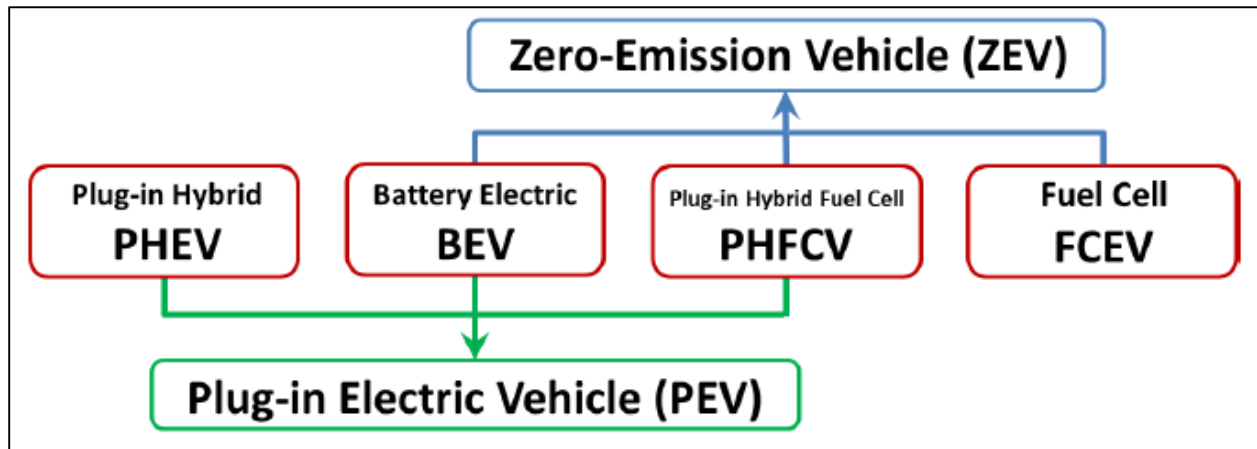 Zero-Emission Vehicle (ZEV)
Plug-in Hybrid
PHEV
Battery Electric
BEV
Plug-in Hybrid Fuel Cell
PHFCV
Fuel Cell
FCEV
Plug-in Electric Vehicle (PEV)